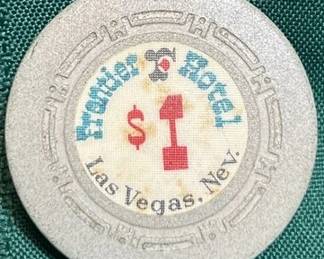 Frontier F Hotel
$1
Las Vegas, Nev.